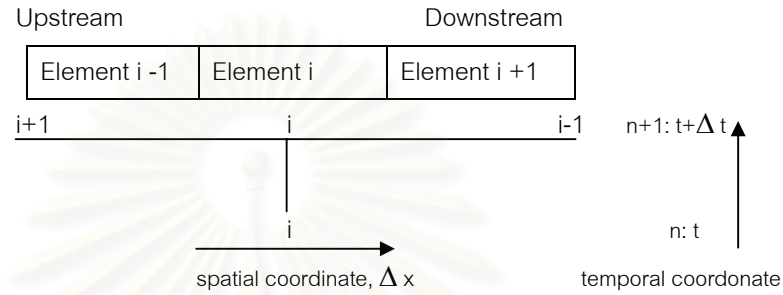 Upstream Downstream
Element i -1 Element i Element i +1
i+1 i i-1 n+1: t+Δ t
i n: t
spatial coordinate, Δ x temporal coordonate